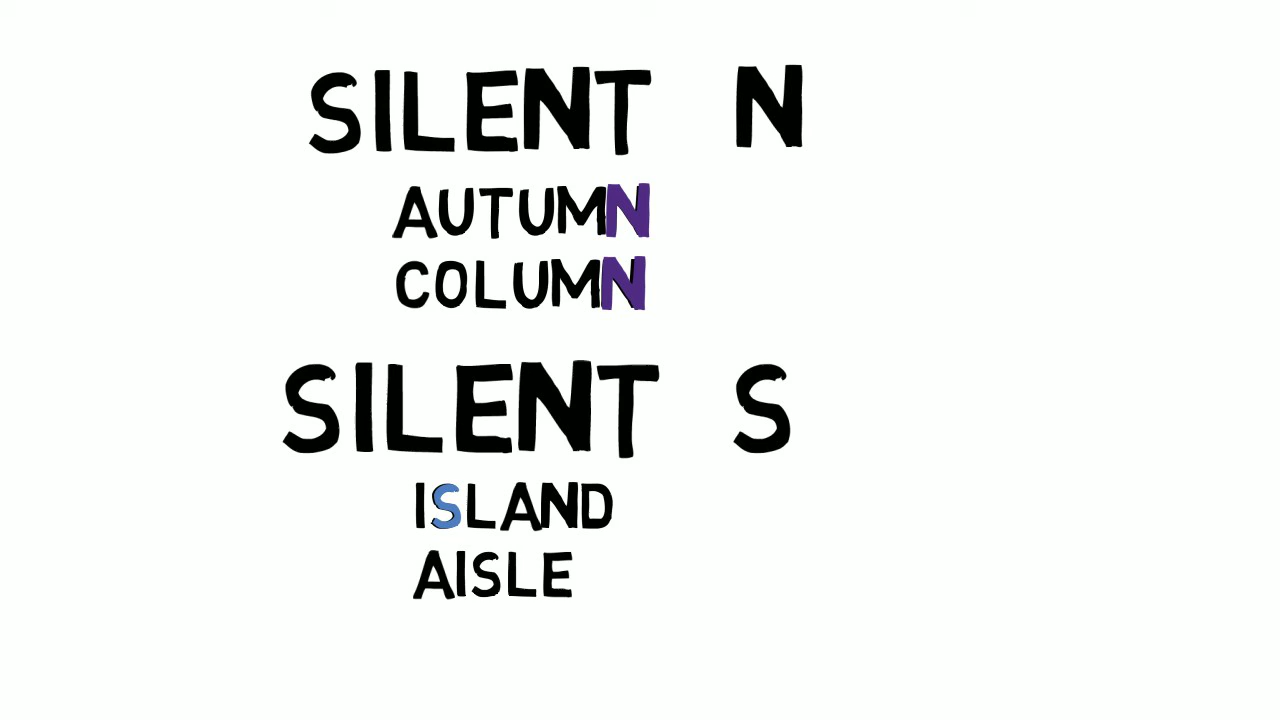 SILENT N
AUTUMN
COLUMN
SILENT S
ISLAND
AISLE